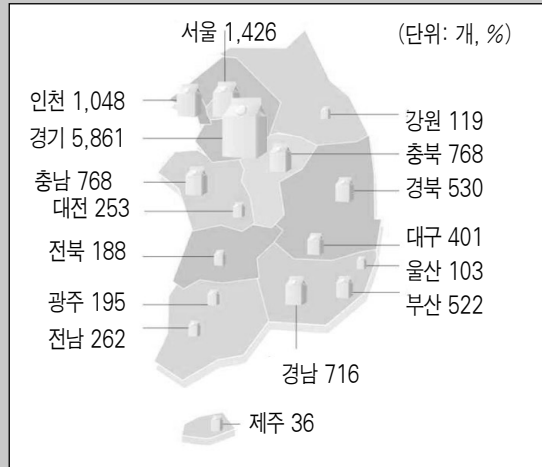 서울 1,426
(단위: 개, %)
인천 1,048
경기 5,861
강원 119
충북 768
충남 768
경북 530
대전 253
대구 401
전북 188
울산 103
광주 195
부산 522
전남 262
경남 716
제주 36